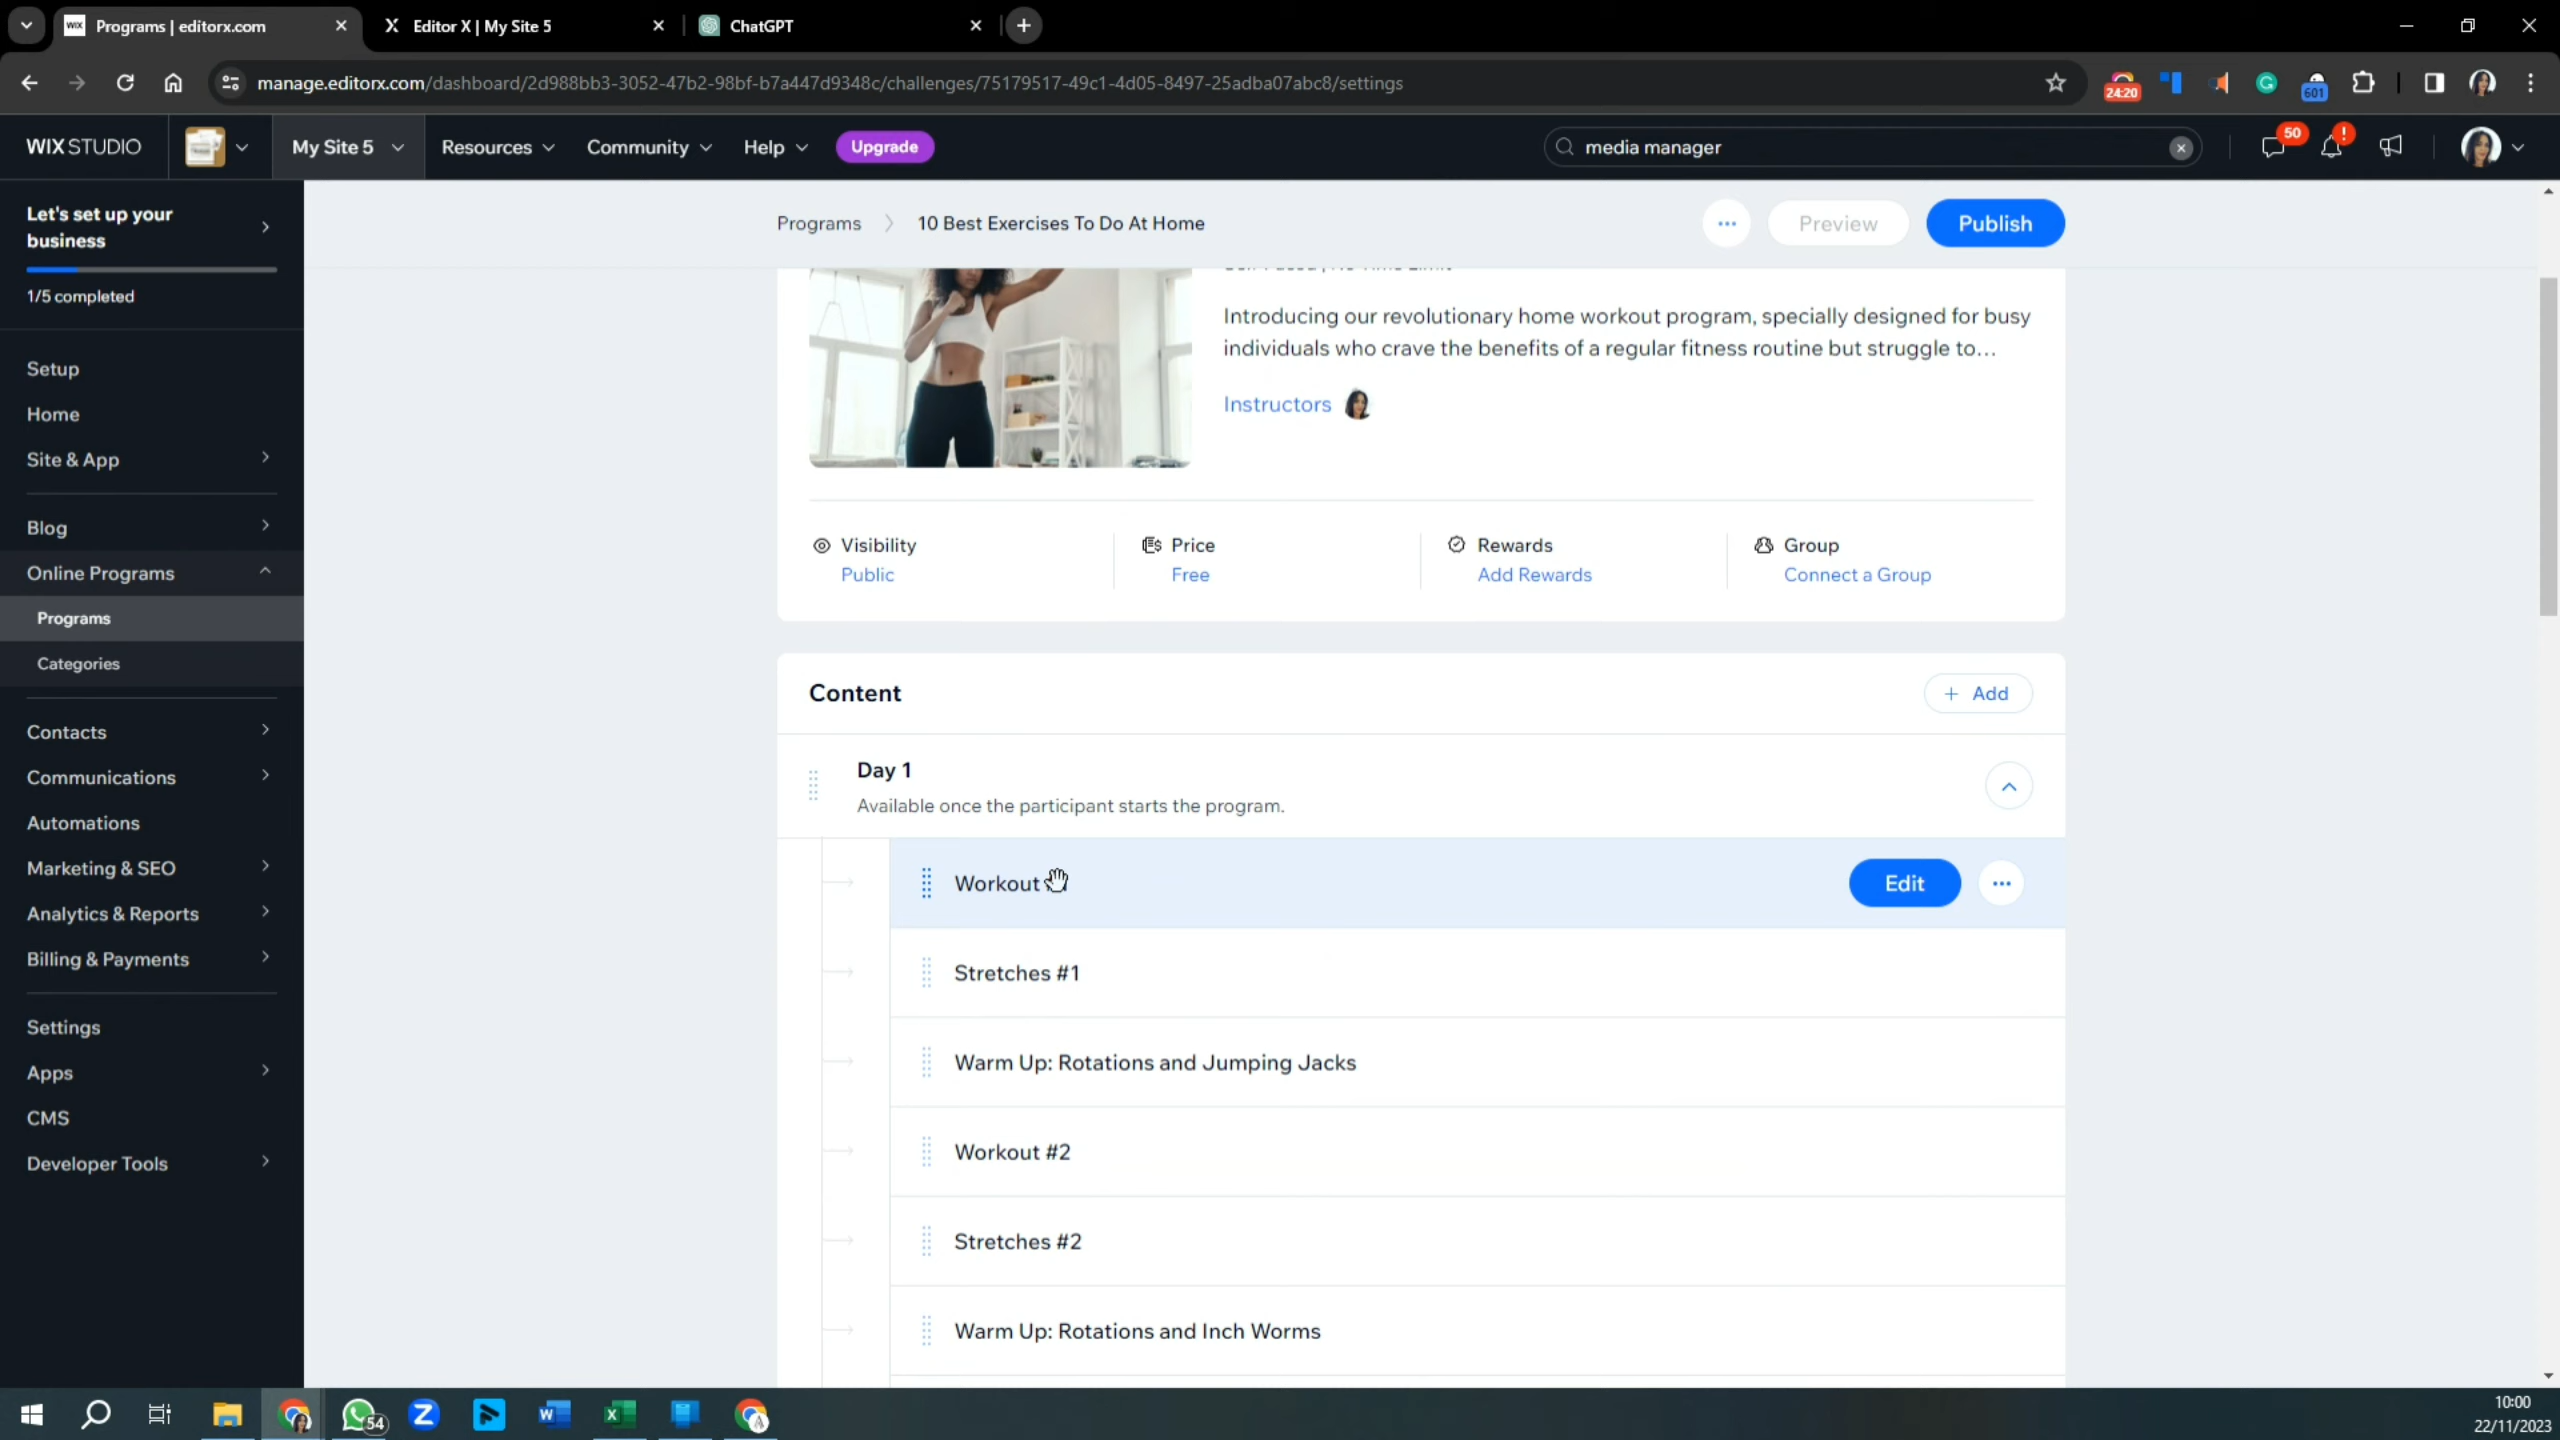 Programs | editorx.com
Editor X | My Site 5
ChatGPT
manage.editorx.com/dashboard/2d988bb3-3052-47b2-98bf-b7a447d9348c/challenges/75179517-49c1-4d05-8497-25adba07abc8/settings
24:20
601
WIX STUDIO
My Site 5
Resources
Community
Help
Upgrade
media manager
50
Let's set up your
business
1/5 completed
Setup
Home
Site & App
Blog
Online Programs
Programs
Categories
Contacts
Communications
Automations
Marketing & SEO
Analytics & Reports
Billing & Payments
Settings
Apps
CMS
Developer Tools
Programs
10 Best Exercises To Do At Home
Preview
Publish
Introducing our revolutionary home workout program, specially designed for busy
individuals who crave the benefits of a regular fitness routine but struggle to...
Instructors
Visibility
Public
Price
Free
Rewards
Add Rewards
Group
Connect a Group
Content
+ Add
Day 1
Available once the participant starts the program.
Workout
Edit
Stretches #1
Warm Up: Rotations and Jumping Jacks
Workout #2
Stretches #2
Warm Up: Rotations and Inch Worms
54
10:00
22/11/2023